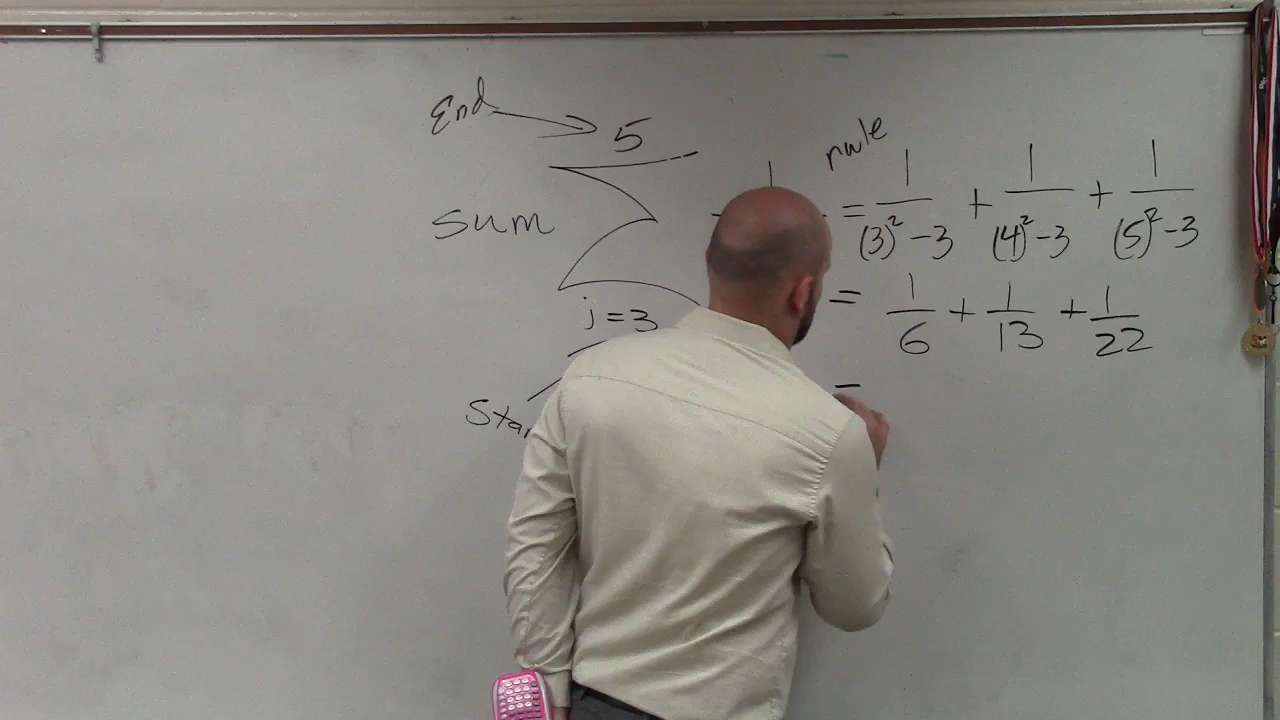 End → 5
sum Σ 1 rule = 1/((3)² - 3) + 1/((4)² - 3) + 1/((5)² - 3)
j = 3
= 1/6 + 1/13 + 1/22
=